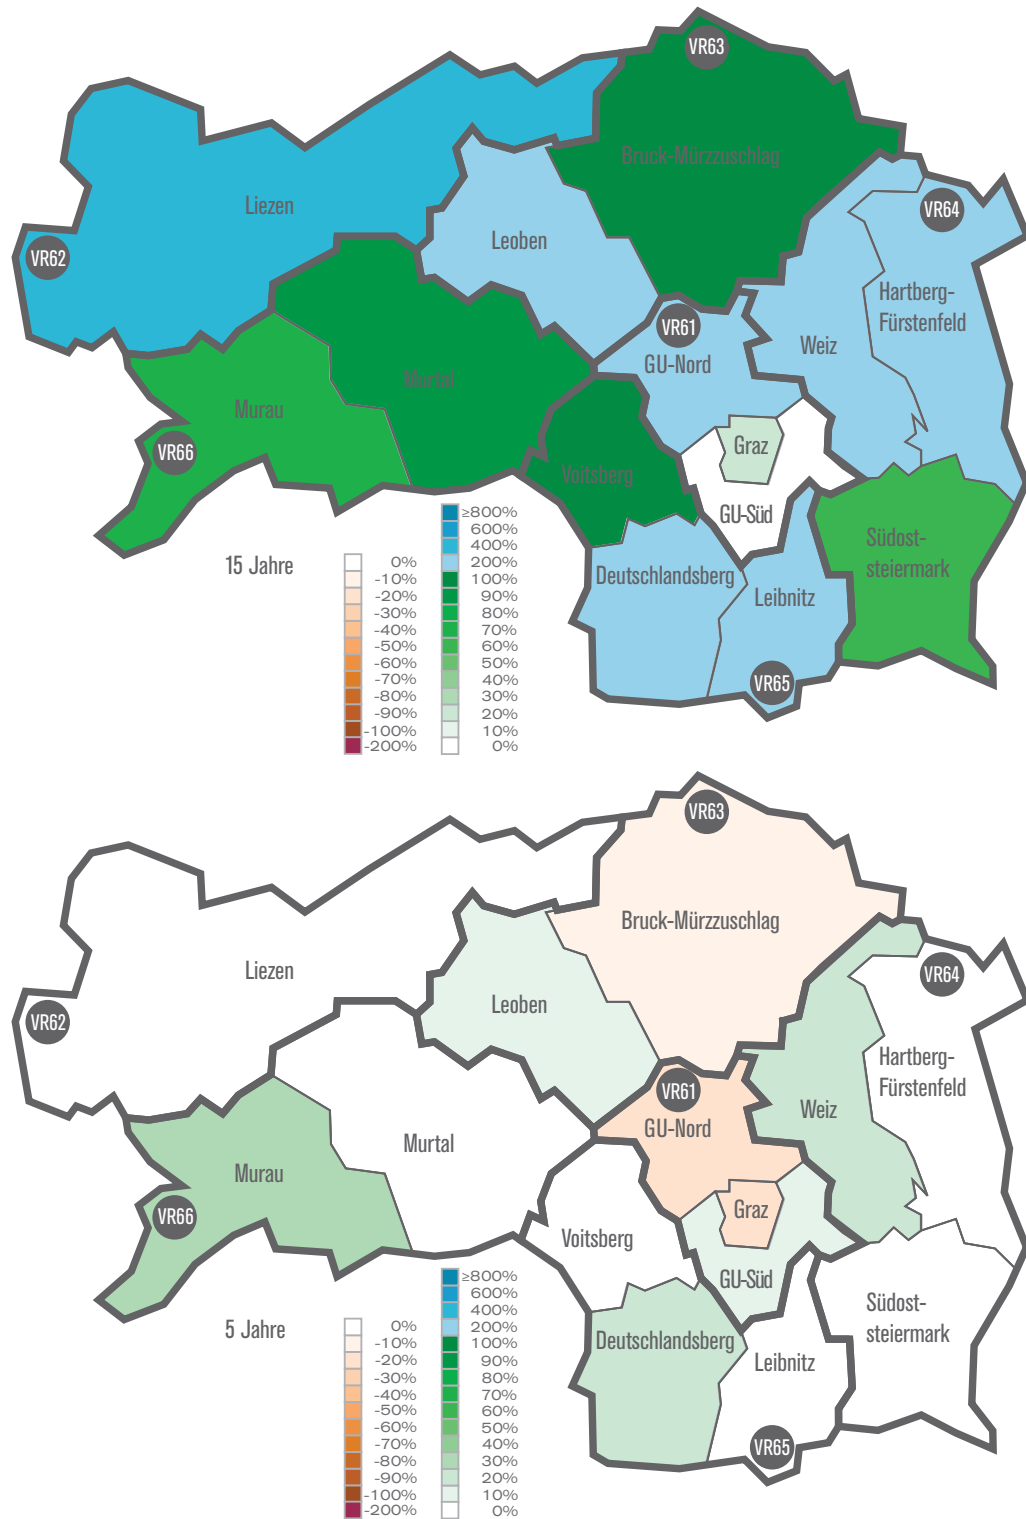 VR63
Bruck-Mürzzuschlag
Liezen
VR64
VR62
Leoben
Hartberg-
Fürstenfeld
VR61
GU-Nord
Weiz
Murtal
Murau
VR66
Voitsberg
Graz
GU-Süd
Südost-
steiermark
Deutschlandsberg
Leibnitz
VR65
15 Jahre
0%
-10%
-20%
-30%
-40%
-50%
-60%
-70%
-80%
-90%
-100%
-200%
≥800%
600%
400%
200%
100%
90%
80%
70%
60%
50%
40%
30%
20%
10%
0%
VR63
Bruck-Mürzzuschlag
Liezen
VR64
VR62
Leoben
Hartberg-
Fürstenfeld
VR61
GU-Nord
Weiz
Murtal
Murau
VR66
Voitsberg
Graz
GU-Süd
Südost-
steiermark
Deutschlandsberg
Leibnitz
VR65
5 Jahre
0%
-10%
-20%
-30%
-40%
-50%
-60%
-70%
-80%
-90%
-100%
-200%
≥800%
600%
400%
200%
100%
90%
80%
70%
60%
50%
40%
30%
20%
10%
0%